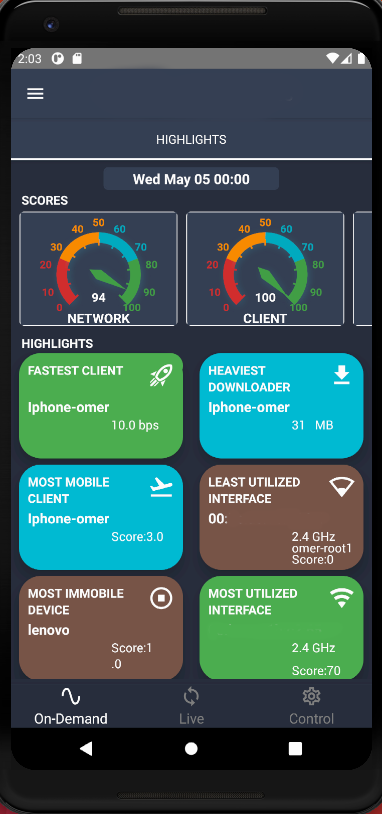 2:03
HIGHLIGHTS
Wed May 05 00:00
SCORES
0 10 20 30 40 50 60 70 80 90 100
94
NETWORK
0 10 20 30 40 50 60 70 80 90 100
100
CLIENT
HIGHLIGHTS
FASTEST CLIENT
Iphone-omer
10.0 bps
HEAVIEST
DOWNLOADER
Iphone-omer
31 MB
MOST MOBILE
CLIENT
Iphone-omer
Score:3.0
LEAST UTILIZED
INTERFACE
00:
2.4 GHz
omer-root1
Score:0
MOST IMMOBILE
DEVICE
lenovo
Score:1
.0
MOST UTILIZED
INTERFACE
2.4 GHz
Score:70
On-Demand
Live
Control